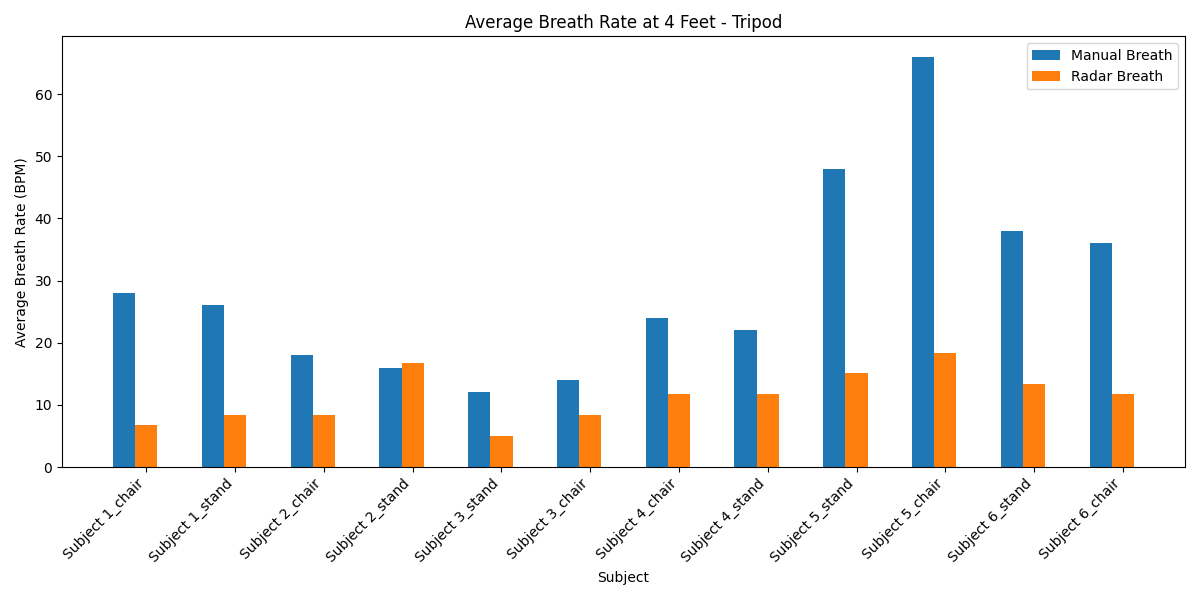 Average Breath Rate at 4 Feet - Tripod
Manual Breath
Radar Breath
Average Breath Rate (BPM)
60
50
40
30
20
10
0
Subject 1_chair
Subject 1_stand
Subject 2_chair
Subject 2_stand
Subject 3_stand
Subject 3_chair
Subject 4_chair
Subject 4_stand
Subject 5_stand
Subject 5_chair
Subject 6_stand
Subject 6_chair
Subject